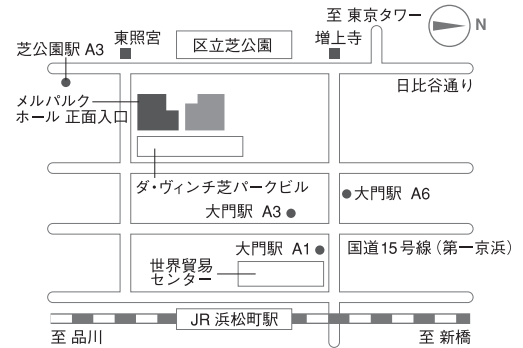 至 東京タワー
N
芝公園駅 A3
東照宮
区立芝公園
増上寺
日比谷通り
メルパルク
ホール 正面入口
ダ・ヴィンチ芝パークビル
大門駅 A6
大門駅 A3
大門駅 A1
国道15号線（第一京浜）
世界貿易
センター
JR 浜松町駅
至 品川
至 新橋